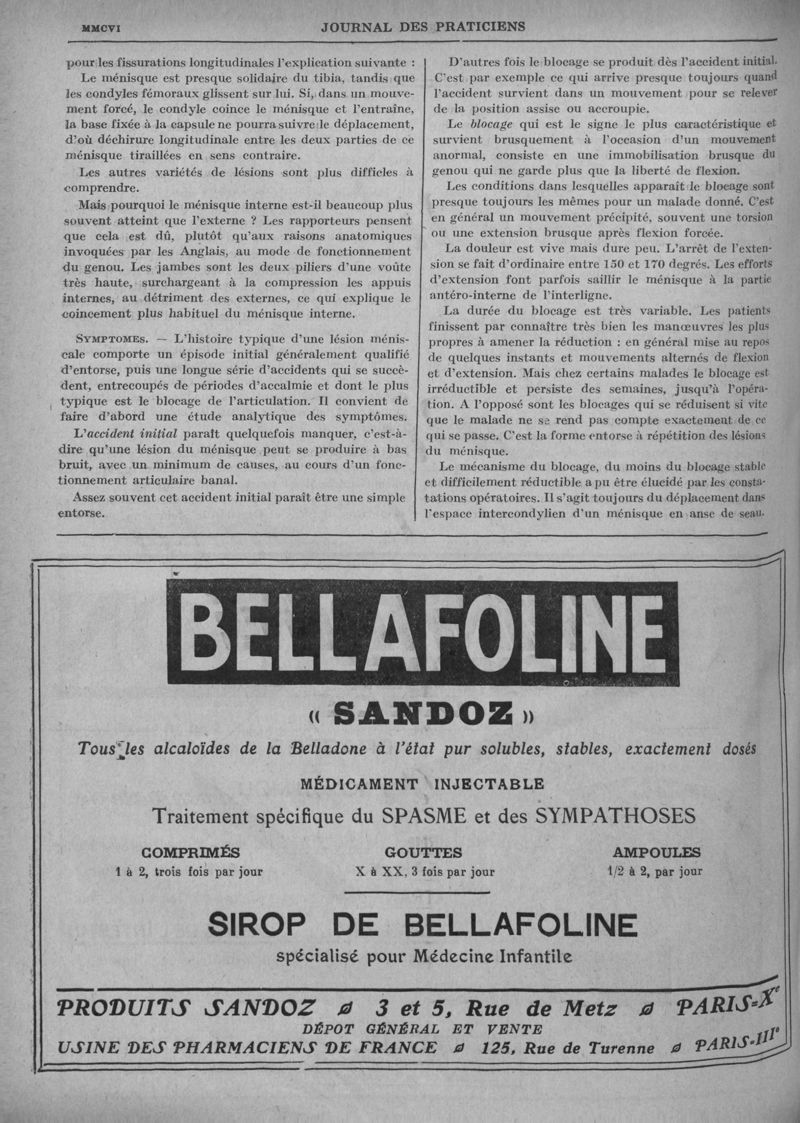 MMCVI
JOURNAL DES PRATICIENS
pour les fissurations longitudinales l'explication suivante :
Le ménisque est presque solidaire du tibia, tandis que
les condyles fémoraux glissent sur lui. Si, dans un mouve-
ment forcé, le condyle coince le ménisque et l'entraîne,
la base fixée à la capsule ne pourra suivre le déplacement,
d'où déchirure longitudinale entre les deux parties de ce
ménisque tiraillées en sens contraire.
Les autres variétés de lésions sont plus difficles à
comprendre.
Mais pourquoi le ménisque interne est-il beaucoup plus
souvent atteint que l'externe ? Les rapporteurs pensent
que cela est dû, plutôt qu'aux raisons anatomiques
invoquées par les Anglais, au mode de fonctionnement
du genou. Les jambes sont les deux piliers d'une voûte
très haute, surchargeant à la compression les appuis
internes, au détriment des externes, ce qui explique le
coincement plus habituel du ménisque interne.
SYMPTOMES. — L'histoire typique d'une lésion ménis-
cale comporte un épisode initial généralement qualifié
d'entorse, puis une longue série d'accidents qui se succè-
dent, entrecoupés de périodes d'accalmie et dont le plus
typique est le blocage de l'articulation. Il convient de
faire d'abord une étude analytique des symptômes.
L'accident initial paraît quelquefois manquer, c'est-à-
dire qu'une lésion du ménisque peut se produire à bas
bruit, avec un minimum de causes, au cours d'un fonc-
tionnement articulaire banal.
Assez souvent cet accident initial paraît être une simple
entorse.
D'autres fois le blocage se produit dès l'accident initial.
C'est par exemple ce qui arrive presque toujours quand
l'accident survient dans un mouvement pour se relever
de la position assise ou accroupie.
Le blocage qui est le signe le plus caractéristique et
survient brusquement à l'occasion d'un mouvement
anormal, consiste en une immobilisation brusque du
genou qui ne garde plus que la liberté de flexion.
Les conditions dans lesquelles apparaît le blocage sont
presque toujours les mêmes pour un malade donné. C'est
en général un mouvement précipité, souvent une torsion
ou une extension brusque après flexion forcée.
La douleur est vive mais dure peu. L'arrêt de l'exten-
sion se fait d'ordinaire entre 150 et 170 degrés. Les efforts
d'extension font parfois saillir le ménisque à la partie
antéro-interne de l'interligne.
La durée du blocage est très variable. Les patients
finissent par connaître très bien les manœuvres les plus
propres à amener la réduction : en général mise au repos
de quelques instants et mouvements alternés de flexion
et d'extension. Mais chez certains malades le blocage est
irréductible et persiste des semaines, jusqu'à l'opéra-
tion. A l'opposé sont les blocages qui se réduisent si vite
que le malade ne se rend pas compte exactement de ce
qui se passe. C'est la forme entorse à répétition des lésions
du ménisque.
Le mécanisme du blocage, du moins du blocage stable
et difficilement réductible a pu être élucidé par les consta-
tations opératoires. Il s'agit toujours du déplacement dans
l'espace intercondylien d'un ménisque en anse de seau.
BELLAFOLINE
« SANDOZ »
Tous les alcaloïdes de la Belladone à l'état pur solubles, stables, exactement dosés
MÉDICAMENT INJECTABLE
Traitement spécifique du SPASME et des SYMPATHOSES
COMPRIMÉS GOUTTES AMPOULES
1 à 2, trois fois par jour X à XX, 3 fois par jour 1/2 à 2, par jour
SIROP DE BELLAFOLINE
spécialisé pour Médecine Infantile
PRODUITS SANDOZ 3 et 5, Rue de Metz PARIS-Xe
DÉPOT GÉNÉRAL ET VENTE
USINE DES PHARMACIENS DE FRANCE 125, Rue de Turenne PARIS-IIIe